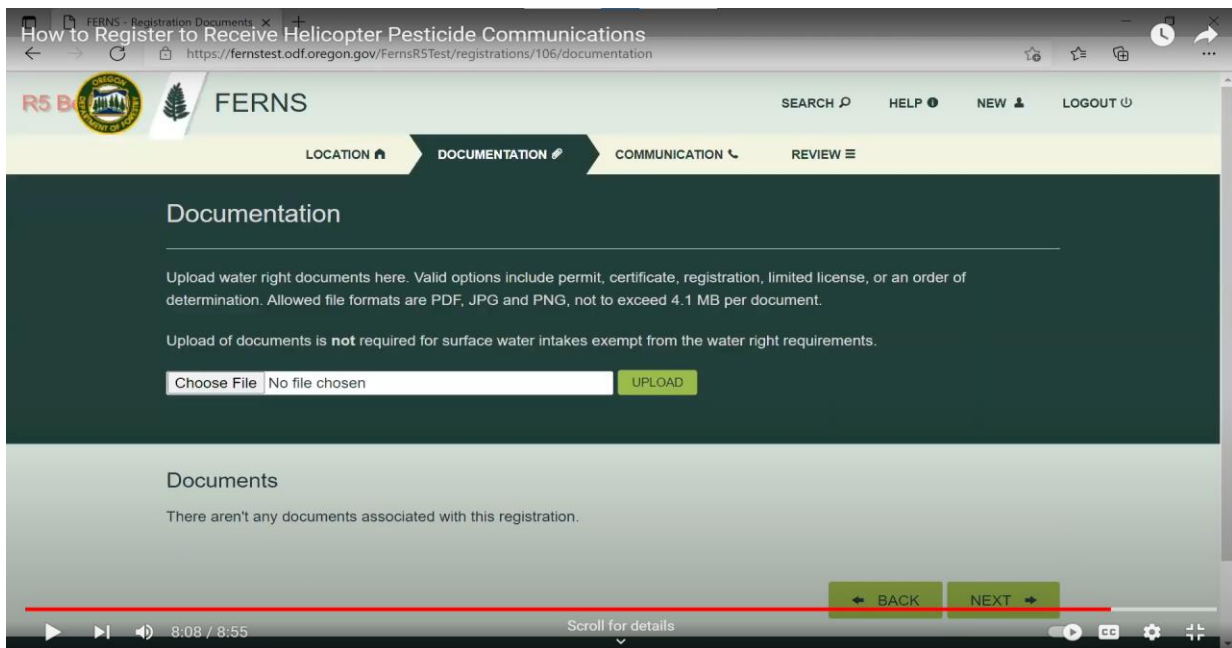 FERNS - Registration Documents
How to Register to Receive Helicopter Pesticide Communications
https://fernstest.odf.oregon.gov/FernsR5Test/registrations/106/documentation
R5 B
OREGON
FERNS
SEARCH
HELP
NEW
LOGOUT
LOCATION
DOCUMENTATION
COMMUNICATION
REVIEW
Documentation
Upload water right documents here. Valid options include permit, certificate, registration, limited license, or an order of
determination. Allowed file formats are PDF, JPG and PNG, not to exceed 4.1 MB per document.
Upload of documents is not required for surface water intakes exempt from the water right requirements.
Choose File No file chosen
UPLOAD
Documents
There aren't any documents associated with this registration.
BACK
NEXT
8:08 / 8:55
Scroll for details
CC